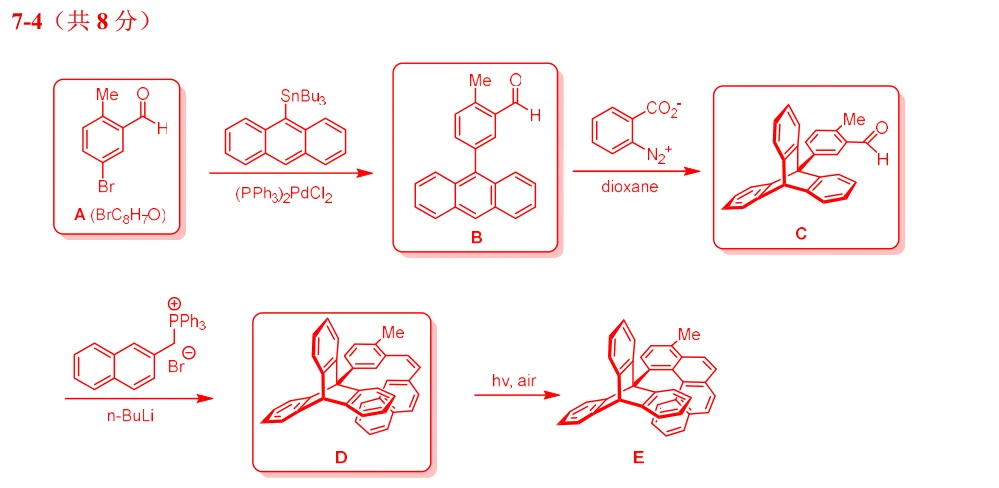 7-4（共 8 分）
Me
O
H
Br
A (BrC8H7O)
SnBu3
(PPh3)2PdCl2
Me
O
H
B
CO2-
N2+
dioxane
Me
O
H
C
⊕
PPh3
Br⊖
n-BuLi
Me
D
hv, air
Me
E